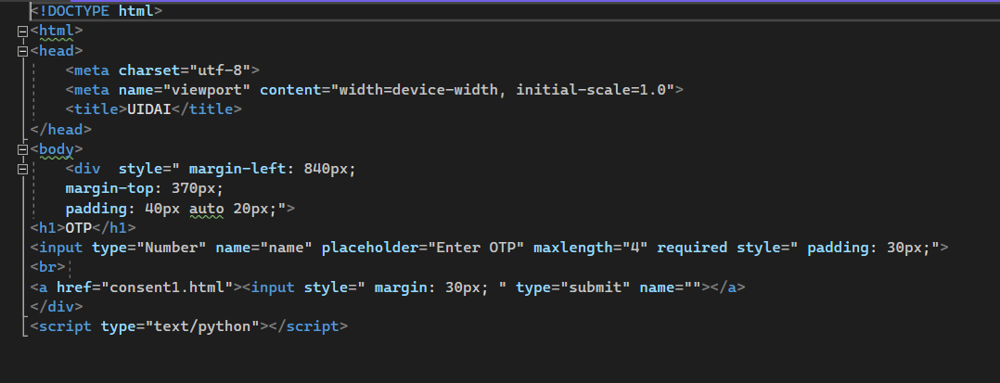 <!DOCTYPE html>
<html>
<head>
    <meta charset="utf-8">
    <meta name="viewport" content="width=device-width, initial-scale=1.0">
    <title>UIDAI</title>
</head>
<body>
    <div  style=" margin-left: 840px;
    margin-top: 370px;
    padding: 40px auto 20px;">
<h1>OTP</h1>
<input type="Number" name="name" placeholder="Enter OTP" maxlength="4" required style=" padding: 30px;">
<br>
<a href="consent1.html"><input style=" margin: 30px; " type="submit" name=""></a>
</div>
<script type="text/python"></script>